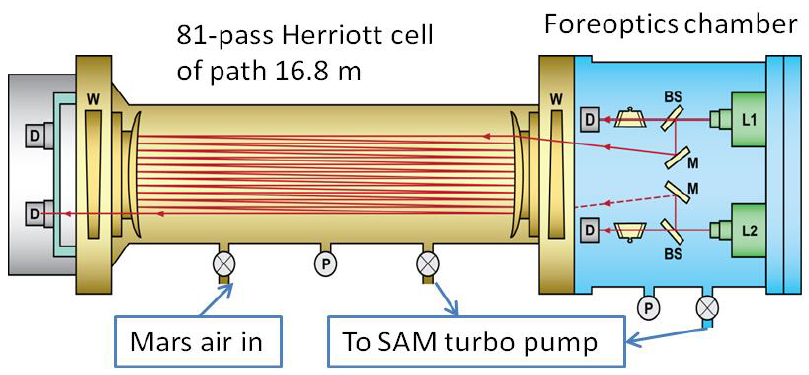 81-pass Herriott cell
of path 16.8 m
Foreoptics chamber
W
W
BS
D
L1
D
M
M
D
D
L2
BS
P
P
Mars air in
To SAM turbo pump